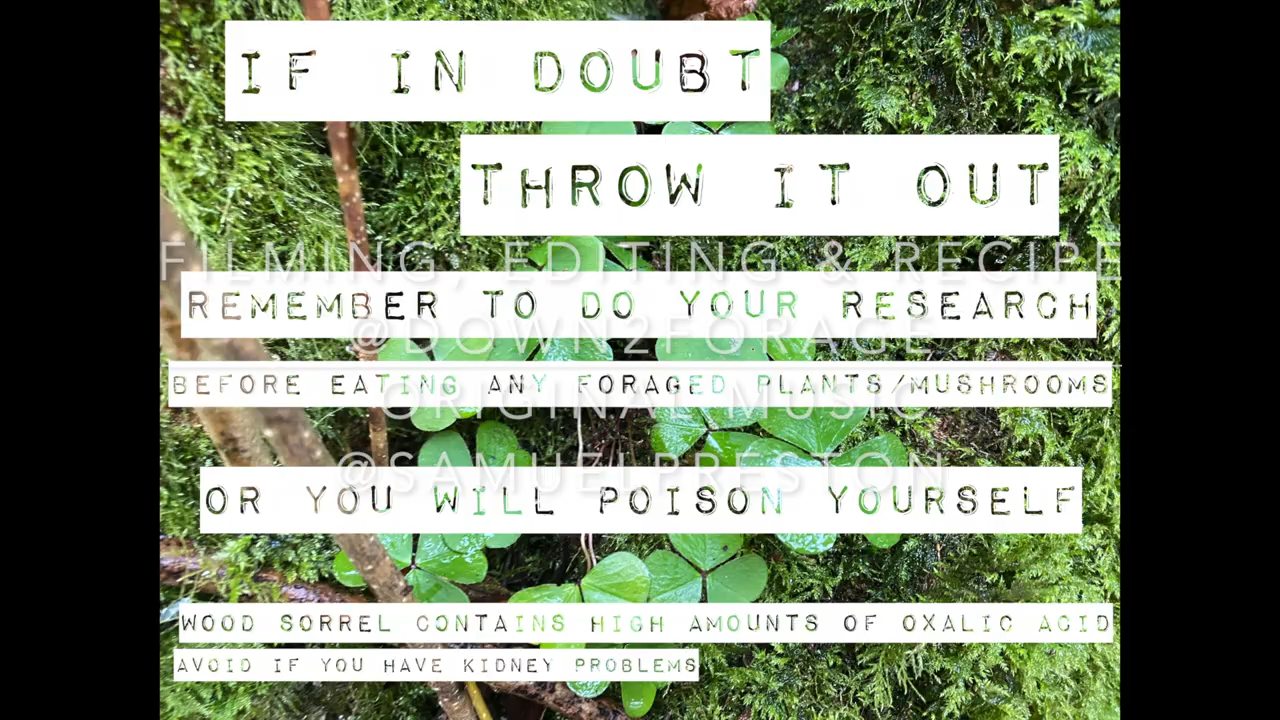 IF IN DOUBT
THROW IT OUT
FILMING, EDITING & RECIPE
REMEMBER TO DO YOUR RESEARCH
@DOWN2FORAGE
BEFORE EATING ANY FORAGED PLANTS/MUSHROOMS
ORIGINAL MUSIC
@SAMUELPRESTON
OR YOU WILL POISON YOURSELF
WOOD SORREL CONTAINS HIGH AMOUNTS OF OXALIC ACID
AVOID IF YOU HAVE KIDNEY PROBLEMS